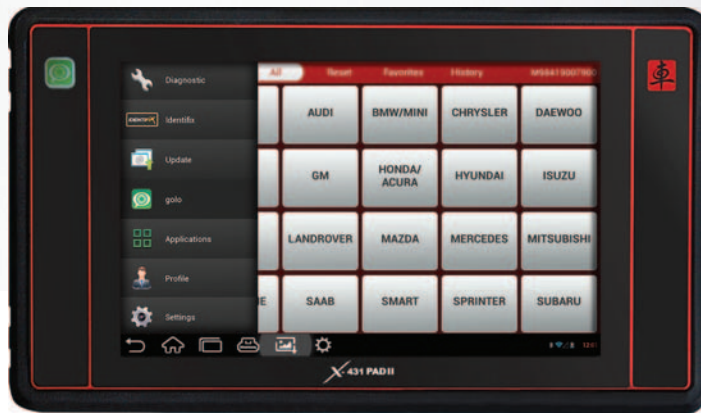 Diagnostic
Identifix
Update
golo
Applications
Profile
Settings
All Reset Favorites History
AUDI BMW/MINI CHRYSLER DAEWOO
GM HONDA/ACURA HYUNDAI ISUZU
LANDROVER MAZDA MERCEDES MITSUBISHI
SAAB SMART SPRINTER SUBARU
車
X-431 PAD II